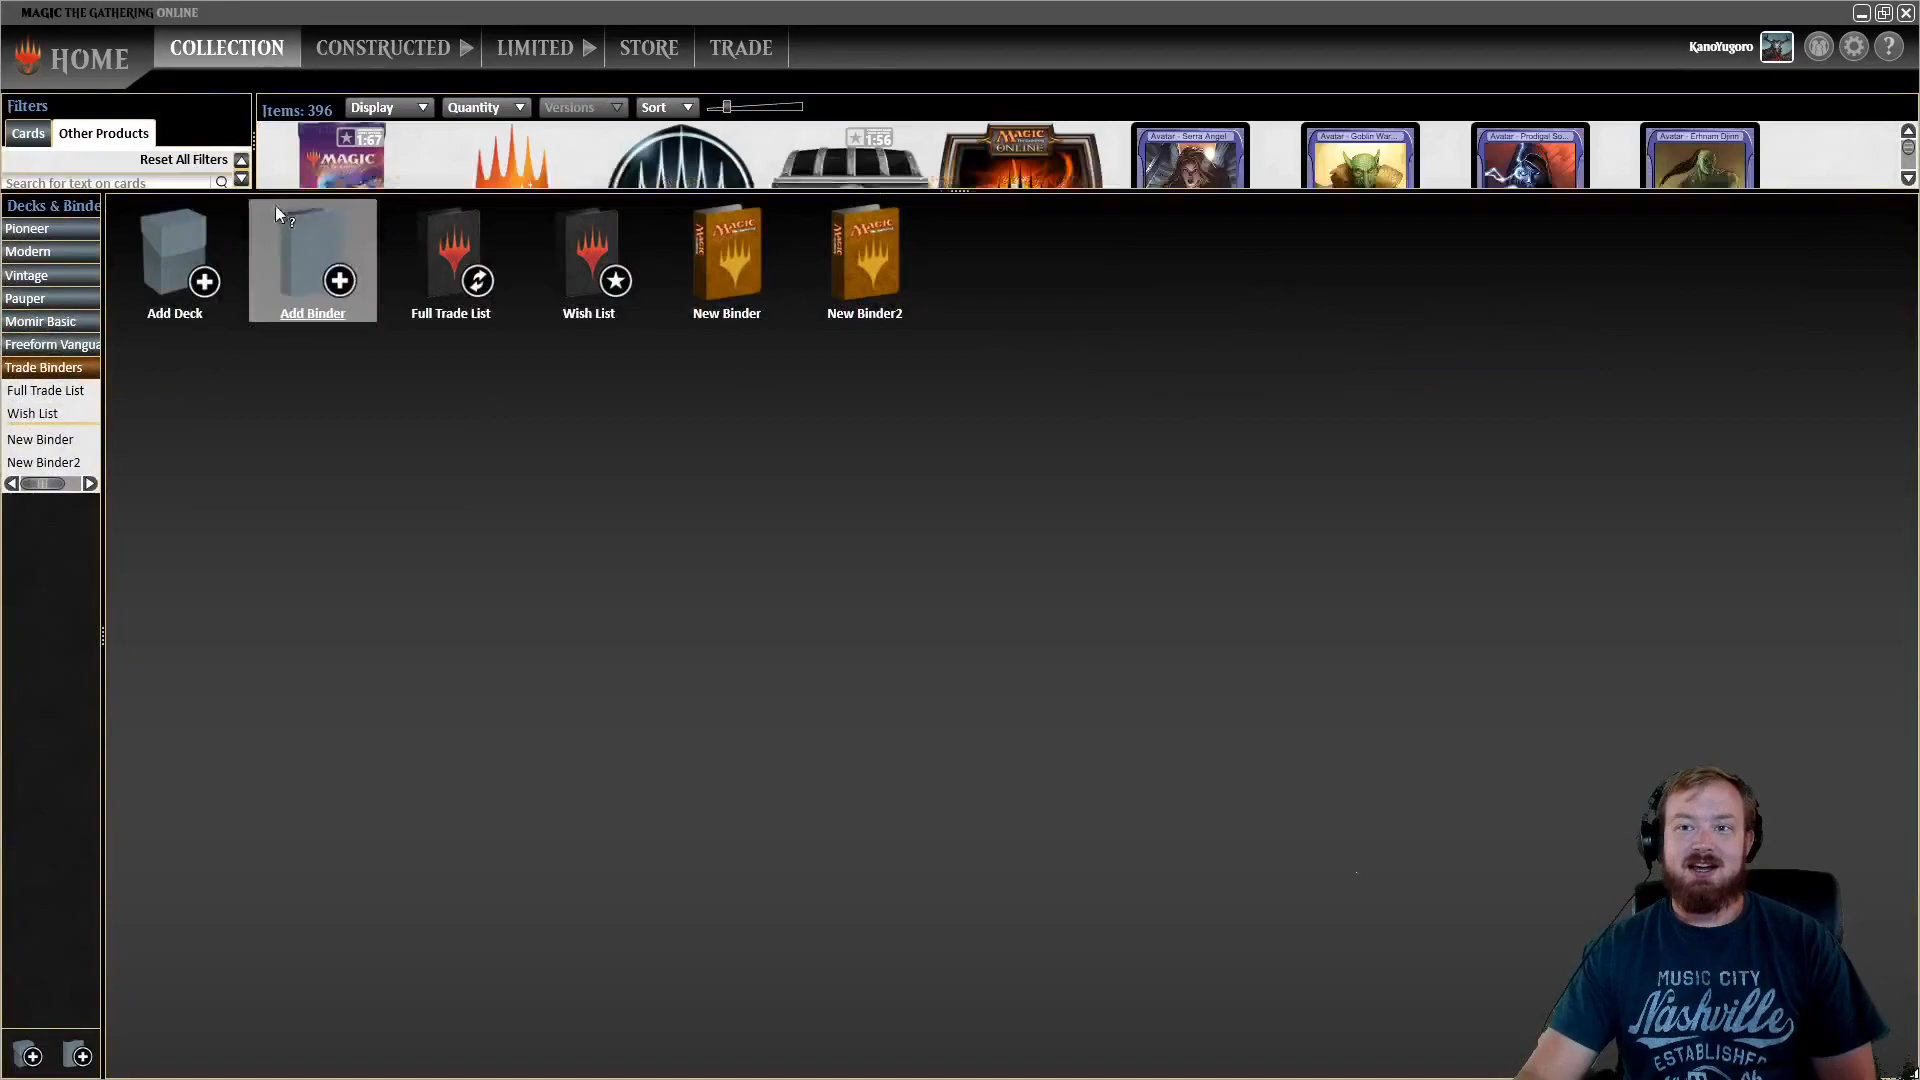 MAGIC THE GATHERING ONLINE
HOME
COLLECTION
CONSTRUCTED
LIMITED
STORE
TRADE
KanoYugoro
?
Filters
Cards
Other Products
Reset All Filters
Search for text on cards
Items: 396
Display
Quantity
Versions
Sort
1:67
MAGIC
1:56
MAGIC
ONLINE
Avatar - Serra Angel
Avatar - Goblin War...
Avatar - Prodigal So...
Avatar - Erhnam Djinn
Decks & Binde
Pioneer
Modern
Vintage
Pauper
Momir Basic
Freeform Vangua
Trade Binders
Full Trade List
Wish List
New Binder
New Binder2
Add Deck
Add Binder
Full Trade List
Wish List
MAGIC
MAGIC
New Binder
MAGIC
MAGIC
New Binder2
MUSIC CITY
Nashville
ESTABLISHED